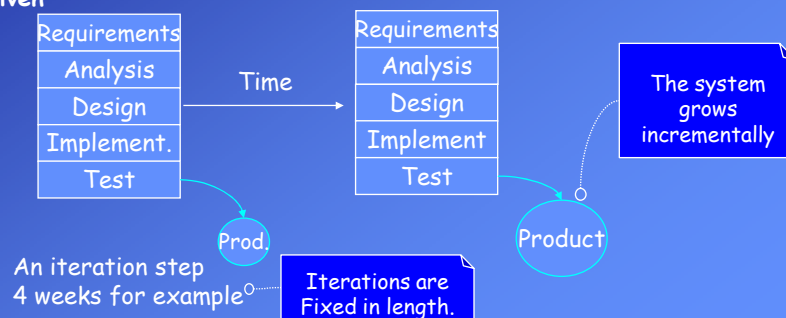 Requirements
Analysis
Design
Implement.
Test
Time
Requirements
Analysis
Design
Implement
Test
The system
grows
incrementally
Prod.
Product
An iteration step
4 weeks for example
Iterations are
Fixed in length.